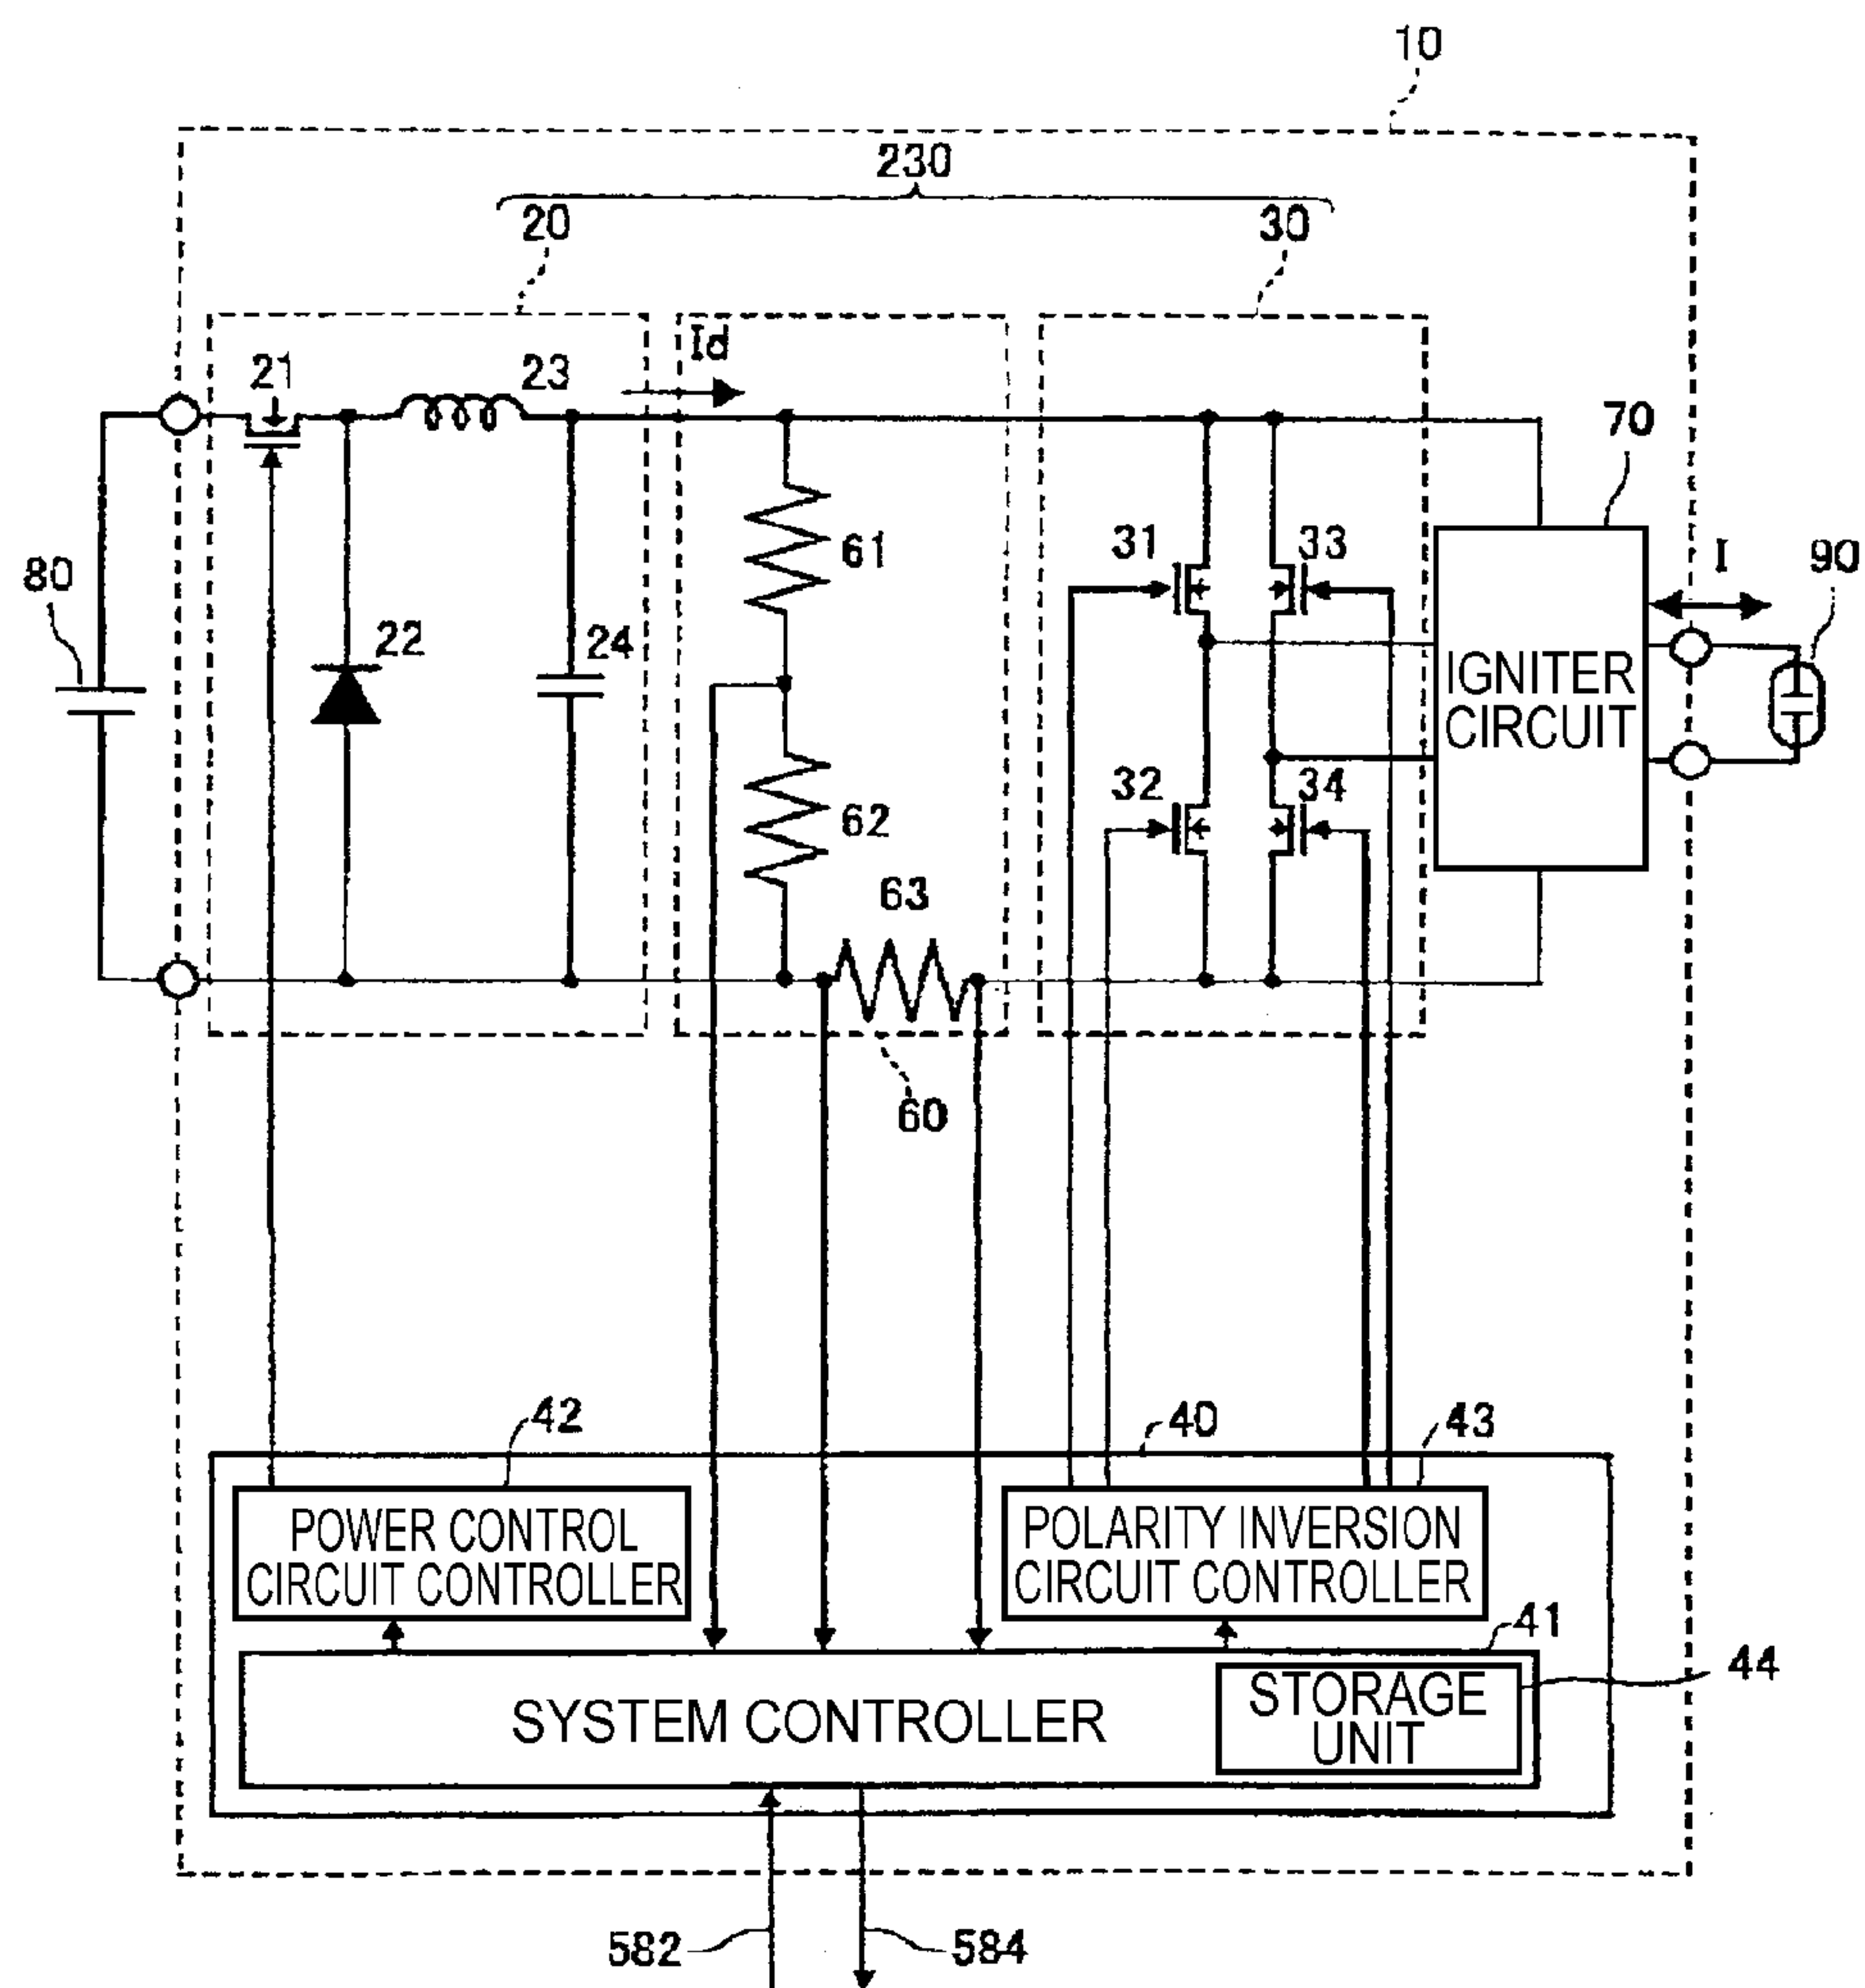 10
230
20
30
Id
21
23
70
80
61
31
33
I
90
22
24
IGNITER
CIRCUIT
62
32
34
63
60
42
40
43
POWER CONTROL
CIRCUIT CONTROLLER
POLARITY INVERSION
CIRCUIT CONTROLLER
41
44
SYSTEM CONTROLLER
STORAGE
UNIT
582
584